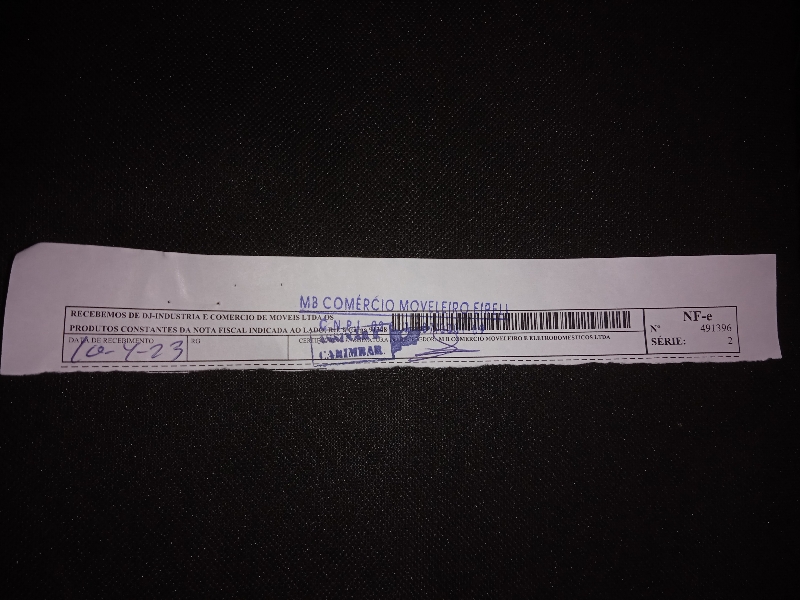 MB COMÉRCIO MOVELEIRO EIRELI
RECEBEMOS DE DJ-INDUSTRIA E COMERCIO DE MOVEIS LTDA OS
PRODUTOS CONSTANTES DA NOTA FISCAL INDICADA AO LADO
NF-e
Nº 491396
SÉRIE: 2
DATA DE RECEBIMENTO
10-4-23
RG
MB COMERCIO MOVELEIRO E ELETRODOMESTICOS LTDA
CARIMBAR